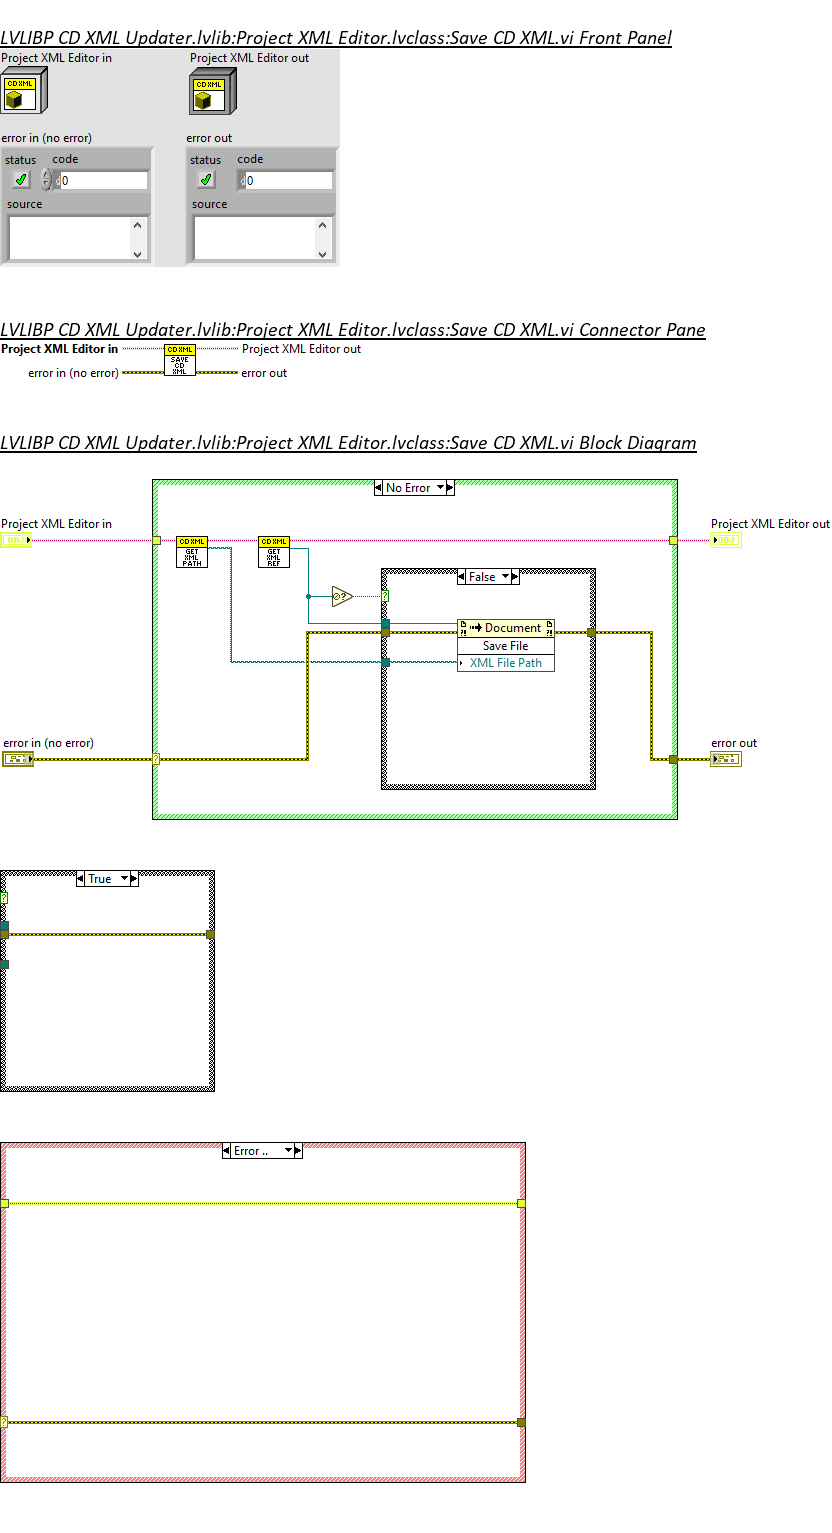 LVLIBP CD XML Updater.lvlib:Project XML Editor.lvclass:Save CD XML.vi Front Panel
Project XML Editor in
Project XML Editor out
CD XML
CD XML
error in (no error)
error out
status
code
status
code
0
0
source
source
LVLIBP CD XML Updater.lvlib:Project XML Editor.lvclass:Save CD XML.vi Connector Pane
Project XML Editor in
CD XML
SAVE
CD
XML
Project XML Editor out
error in (no error)
error out
LVLIBP CD XML Updater.lvlib:Project XML Editor.lvclass:Save CD XML.vi Block Diagram
No Error
Project XML Editor in
Project XML Editor out
OBJ
OBJ
CD XML
GET
XML
PATH
CD XML
GET
XML
REF
False
?
?
Document
Save File
XML File Path
error in (no error)
error out
?
True
?
Error ..
?